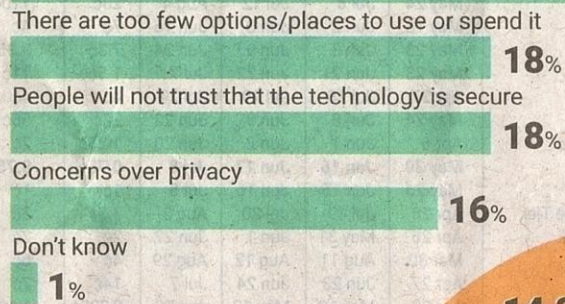 There are too few options/places to use or spend it
18%
People will not trust that the technology is secure
18%
Concerns over privacy
16%
Don't know
1%